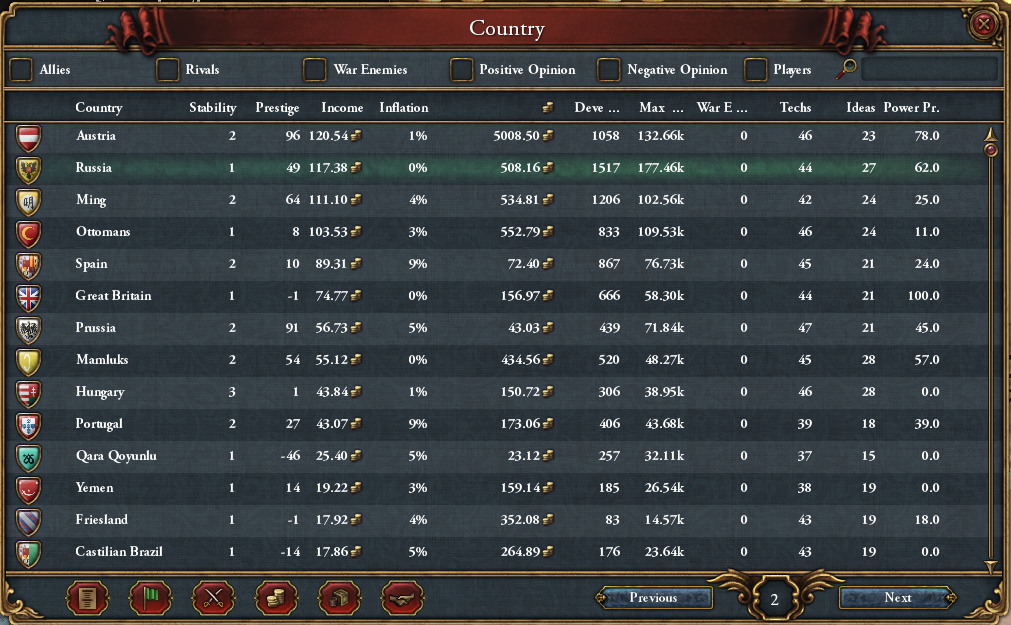 Country
Allies Rivals War Enemies Positive Opinion Negative Opinion Players
Country Stability Prestige Income Inflation Deve ... Max ... War E ... Techs Ideas Power Pr.
Austria 2 96 120.54 1% 5008.50 1058 132.66k 0 46 23 78.0
Russia 1 49 117.38 0% 508.16 1517 177.46k 0 44 27 62.0
Ming 2 64 111.10 4% 534.81 1206 102.56k 0 42 24 25.0
Ottomans 1 8 103.53 3% 552.79 833 109.53k 0 46 24 11.0
Spain 2 10 89.31 9% 72.40 867 76.73k 0 45 21 24.0
Great Britain 1 -1 74.77 0% 156.97 666 58.30k 0 44 21 100.0
Prussia 2 91 56.73 5% 43.03 439 71.84k 0 47 21 45.0
Mamluks 2 54 55.12 0% 434.56 520 48.27k 0 45 28 57.0
Hungary 3 1 43.84 1% 150.72 306 38.95k 0 46 28 0.0
Portugal 2 27 43.07 9% 173.06 406 43.68k 0 39 18 39.0
Qara Qoyunlu 1 -46 25.40 5% 23.12 257 32.11k 0 37 15 0.0
Yemen 1 14 19.22 3% 159.14 185 26.54k 0 38 19 0.0
Friesland 1 -1 17.92 4% 352.08 83 14.57k 0 43 19 18.0
Castilian Brazil 1 -14 17.86 5% 264.89 176 23.64k 0 43 19 0.0
Previous 2 Next